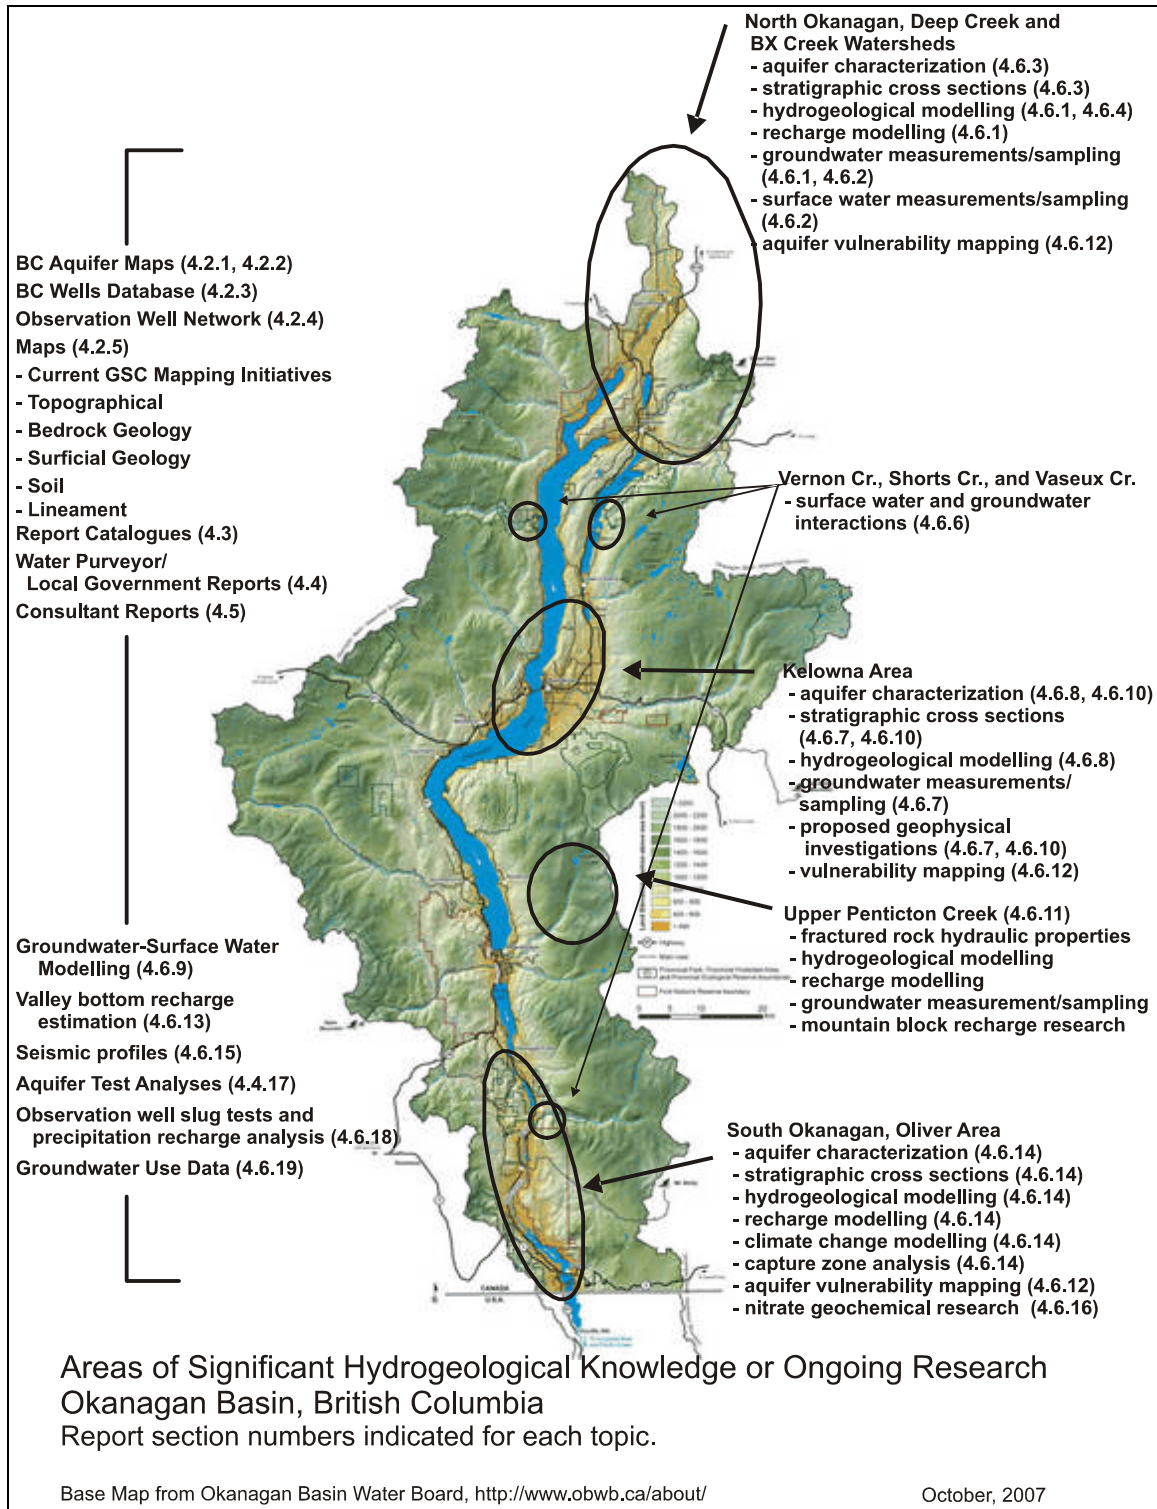 North Okanagan, Deep Creek and
BX Creek Watersheds
- aquifer characterization (4.6.3)
- stratigraphic cross sections (4.6.3)
- hydrogeological modelling (4.6.1, 4.6.4)
- recharge modelling (4.6.1)
- groundwater measurements/sampling
(4.6.1, 4.6.2)
- surface water measurements/sampling
(4.6.2)
- aquifer vulnerability mapping (4.6.12)
BC Aquifer Maps (4.2.1, 4.2.2)
BC Wells Database (4.2.3)
Observation Well Network (4.2.4)
Maps (4.2.5)
- Current GSC Mapping Initiatives
- Topographical
- Bedrock Geology
- Surficial Geology
- Soil
- Lineament
Report Catalogues (4.3)
Water Purveyor/
Local Government Reports (4.4)
Consultant Reports (4.5)
Vernon Cr., Shorts Cr., and Vaseux Cr.
- surface water and groundwater
interactions (4.6.6)
Kelowna Area
- aquifer characterization (4.6.8, 4.6.10)
- stratigraphic cross sections
(4.6.7, 4.6.10)
- hydrogeological modelling (4.6.8)
- groundwater measurements/
sampling (4.6.7)
- proposed geophysical
investigations (4.6.7, 4.6.10)
- vulnerability mapping (4.6.12)
Upper Penticton Creek (4.6.11)
- fractured rock hydraulic properties
- hydrogeological modelling
- recharge modelling
- groundwater measurement/sampling
- mountain block recharge research
Highway
Main road
First Nations Reserve boundary
0 5 10 20
Groundwater-Surface Water
Modelling (4.6.9)
Valley bottom recharge
estimation (4.6.13)
Seismic profiles (4.6.15)
Aquifer Test Analyses (4.4.17)
Observation well slug tests and
precipitation recharge analysis (4.6.18)
Groundwater Use Data (4.6.19)
South Okanagan, Oliver Area
- aquifer characterization (4.6.14)
- stratigraphic cross sections (4.6.14)
- hydrogeological modelling (4.6.14)
- recharge modelling (4.6.14)
- climate change modelling (4.6.14)
- capture zone analysis (4.6.14)
- aquifer vulnerability mapping (4.6.12)
- nitrate geochemical research (4.6.16)
CANADA
U.S.A.
Areas of Significant Hydrogeological Knowledge or Ongoing Research
Okanagan Basin, British Columbia
Report section numbers indicated for each topic.
Base Map from Okanagan Basin Water Board, http://www.obwb.ca/about/
October, 2007